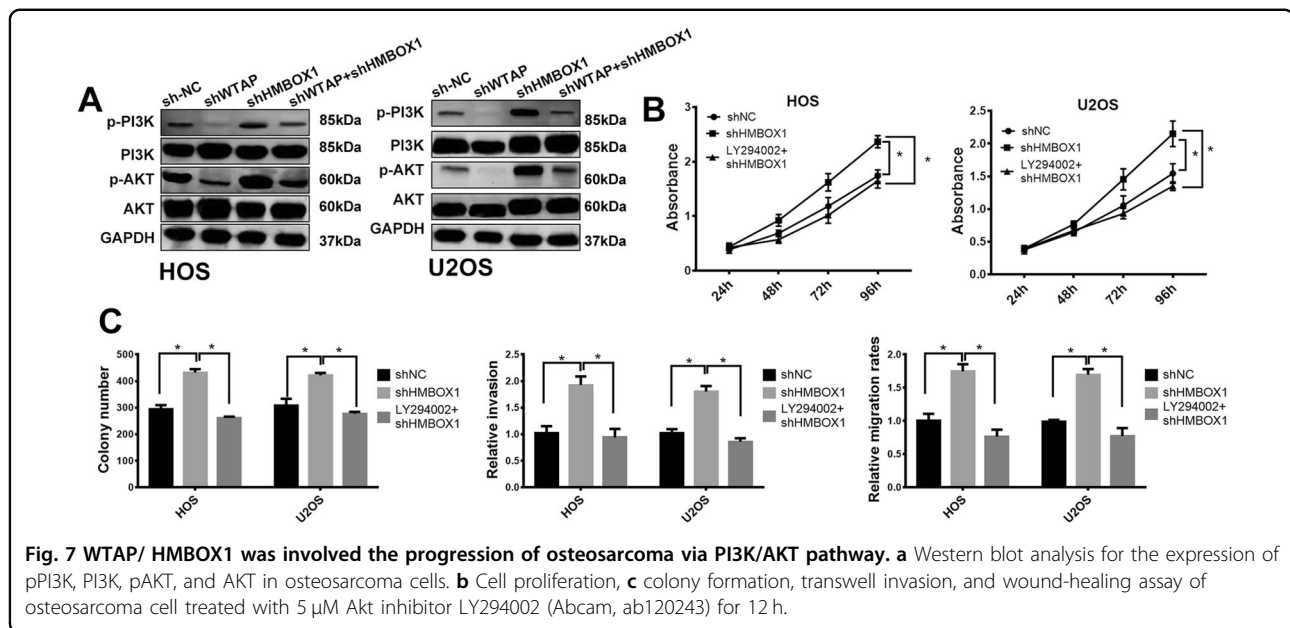 A
sh-NC shWTAP shHMBOX1 shWTAP+shHMBOX1
p-PI3K 85kDa
PI3K 85kDa
p-AKT 60kDa
AKT 60kDa
GAPDH 37kDa
HOS
sh-NC shWTAP shHMBOX1 shWTAP+shHMBOX1
p-PI3K 85kDa
PI3K 85kDa
p-AKT 60kDa
AKT 60kDa
GAPDH 37kDa
U2OS
B
HOS
Absorbance
3
2
1
0
24h 48h 72h 96h
shNC
shHMBOX1
LY294002+
shHMBOX1
* *
U2OS
Absorbance
2.5
2.0
1.5
1.0
0.5
0.0
24h 48h 72h 96h
shNC
shHMBOX1
LY294002+
shHMBOX1
* *
C
Colony number
500
400
300
200
100
0
* * * *
HOS U2OS
shNC
shHMBOX1
LY294002+
shHMBOX1
Relative invasion
2.5
2.0
1.5
1.0
0.5
0.0
* * * *
HOS U2OS
shNC
shHMBOX1
LY294002+
shHMBOX1
Relative migration rates
2.0
1.5
1.0
0.5
0.0
* * * *
HOS U2OS
shNC
shHMBOX1
LY294002+
shHMBOX1
Fig. 7 WTAP/ HMBOX1 was involved the progression of osteosarcoma via PI3K/AKT pathway. a Western blot analysis for the expression of
pPI3K, PI3K, pAKT, and AKT in osteosarcoma cells. b Cell proliferation, c colony formation, transwell invasion, and wound-healing assay of
osteosarcoma cell treated with 5 μM Akt inhibitor LY294002 (Abcam, ab120243) for 12 h.